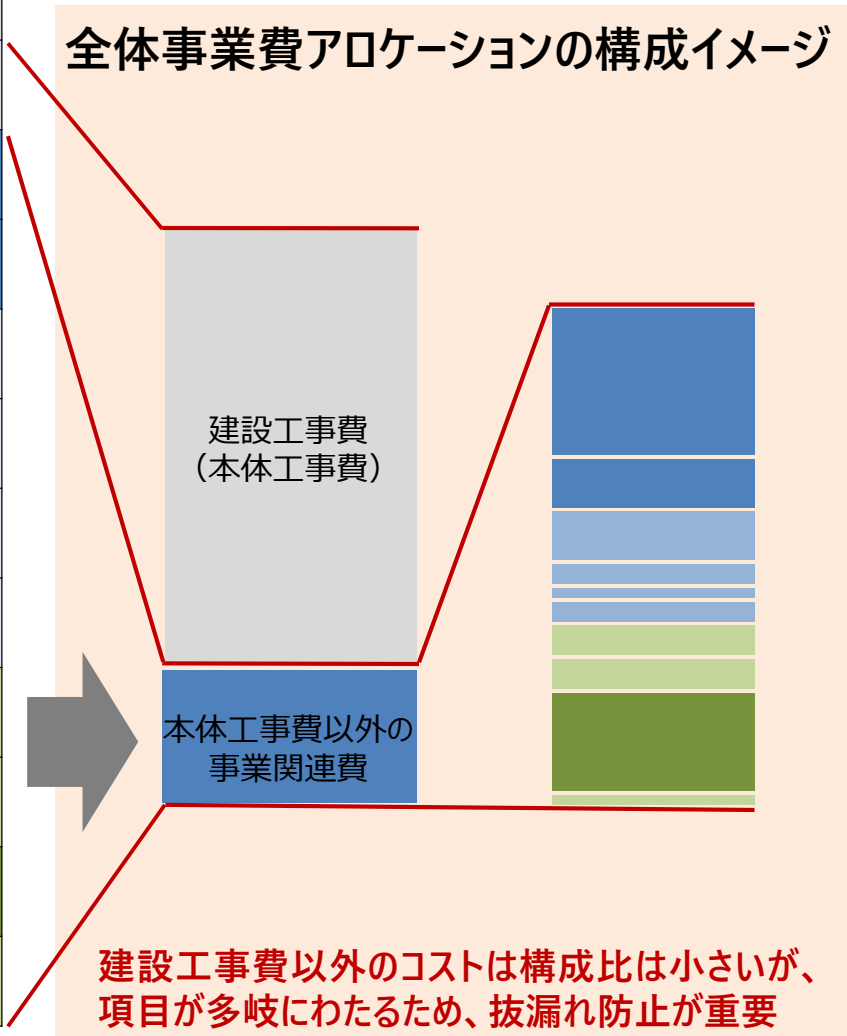 全体事業費アロケーションの構成イメージ
建設工事費
（本体工事費）
本体工事費以外の
事業関連費
建設工事費以外のコストは構成比は小さいが、
項目が多岐にわたるため、抜漏れ防止が重要